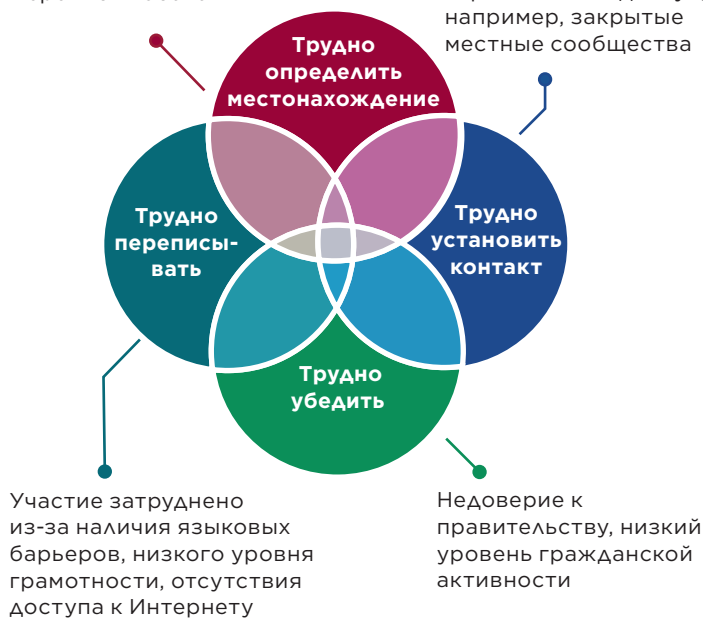 например, закрытые
местные сообщества
Трудно
определить
местонахождение
Трудно
переписы-
вать
Трудно
установить
контакт
Трудно
убедить
Участие затруднено
из-за наличия языковых
барьеров, низкого уровня
грамотности, отсутствия
доступа к Интернету
Недоверие к
правительству, низкий
уровень гражданской
активности